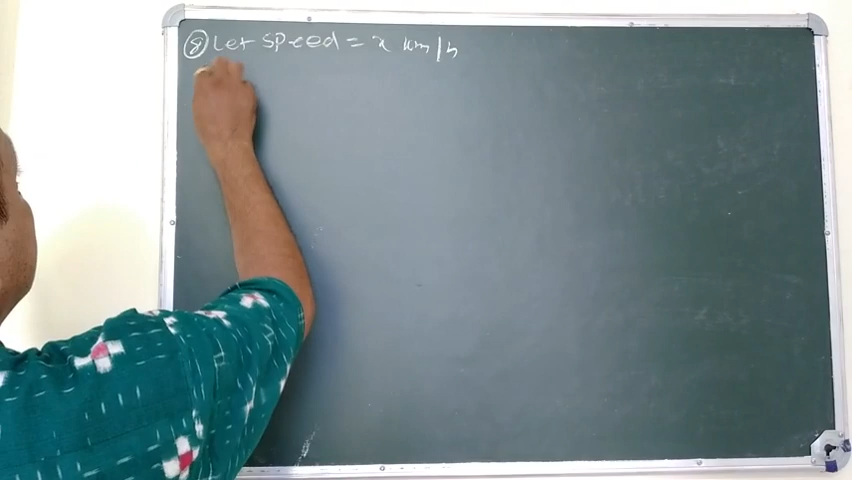 ⑧ Let speed = x km/h